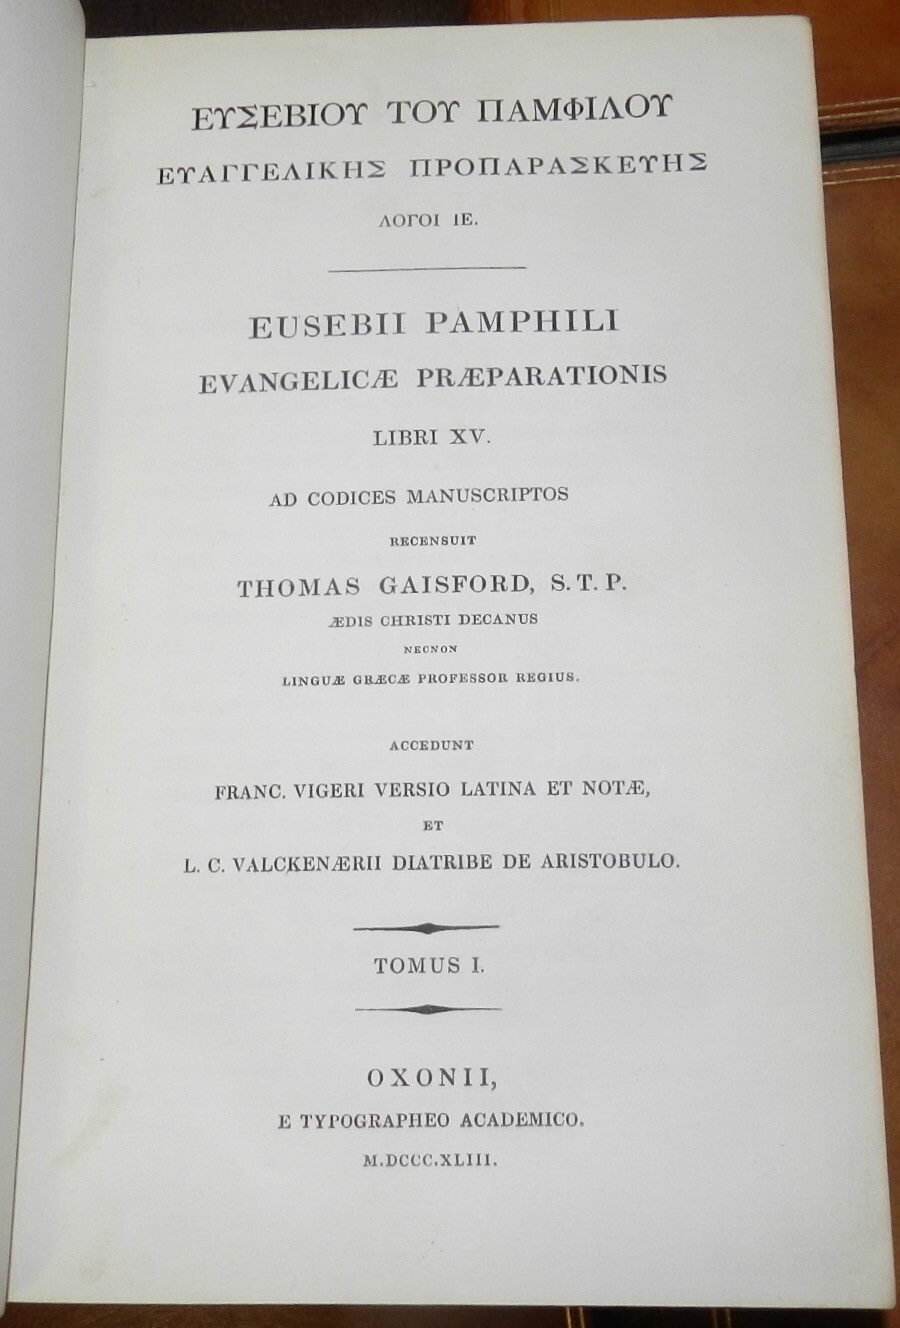 ΕΥΣΕΒΙΟΥ ΤΟΥ ΠΑΜΦΙΛΟΥ
ΕΥΑΓΓΕΛΙΚΗΣ ΠΡΟΠΑΡΑΣΚΕΥΗΣ
ΛΟΓΟΙ ΙΕ.
EUSEBII PAMPHILI
EVANGELICÆ PRÆPARATIONIS
LIBRI XV.
AD CODICES MANUSCRIPTOS
RECENSUIT
THOMAS GAISFORD, S. T. P.
ÆDIS CHRISTI DECANUS
NECNON
LINGUÆ GRÆCÆ PROFESSOR REGIUS.
ACCEDUNT
FRANC. VIGERI VERSIO LATINA ET NOTÆ,
ET
L. C. VALCKENÆRII DIATRIBE DE ARISTOBULO.
TOMUS I.
OXONII,
E TYPOGRAPHEO ACADEMICO.
M.DCCC.XLIII.